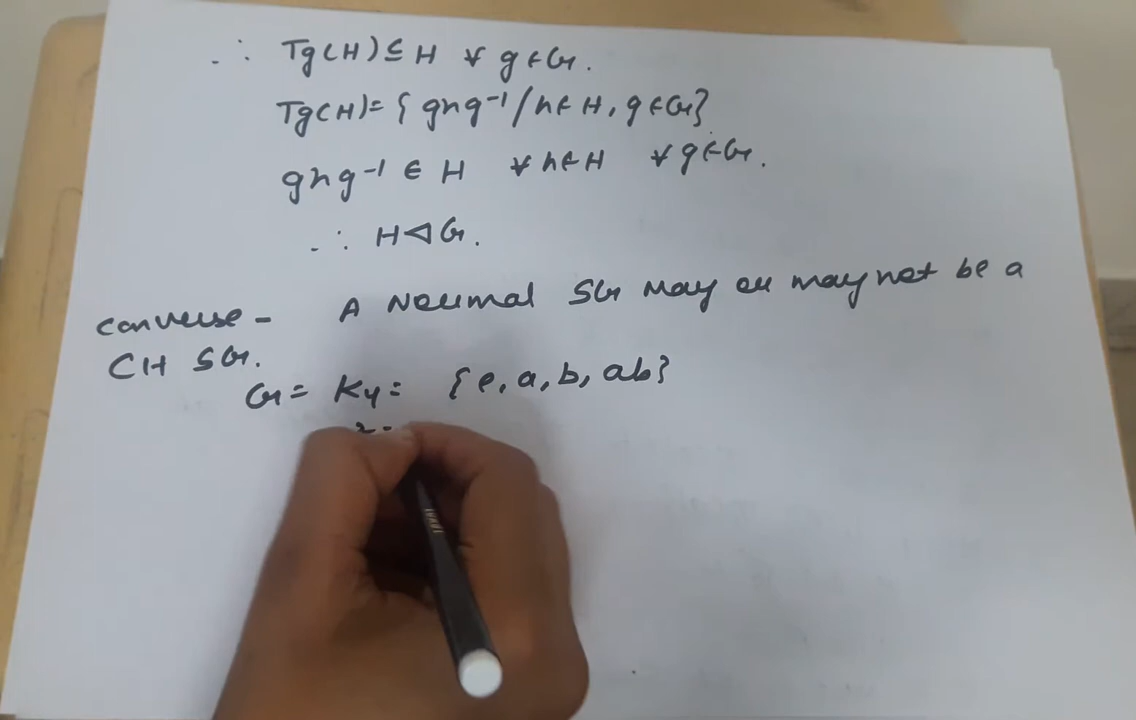 ∴ Tg(H) ⊆ H ∀ g ∈ G.
Tg(H) = { ghg⁻¹ / h ∈ H, g ∈ G}
ghg⁻¹ ∈ H ∀ h ∈ H ∀ g ∈ G.
∴ H ⊲ G.
converse - A Normal SG May or may not be a
CH SG.
G = K4 = {e, a, b, ab}